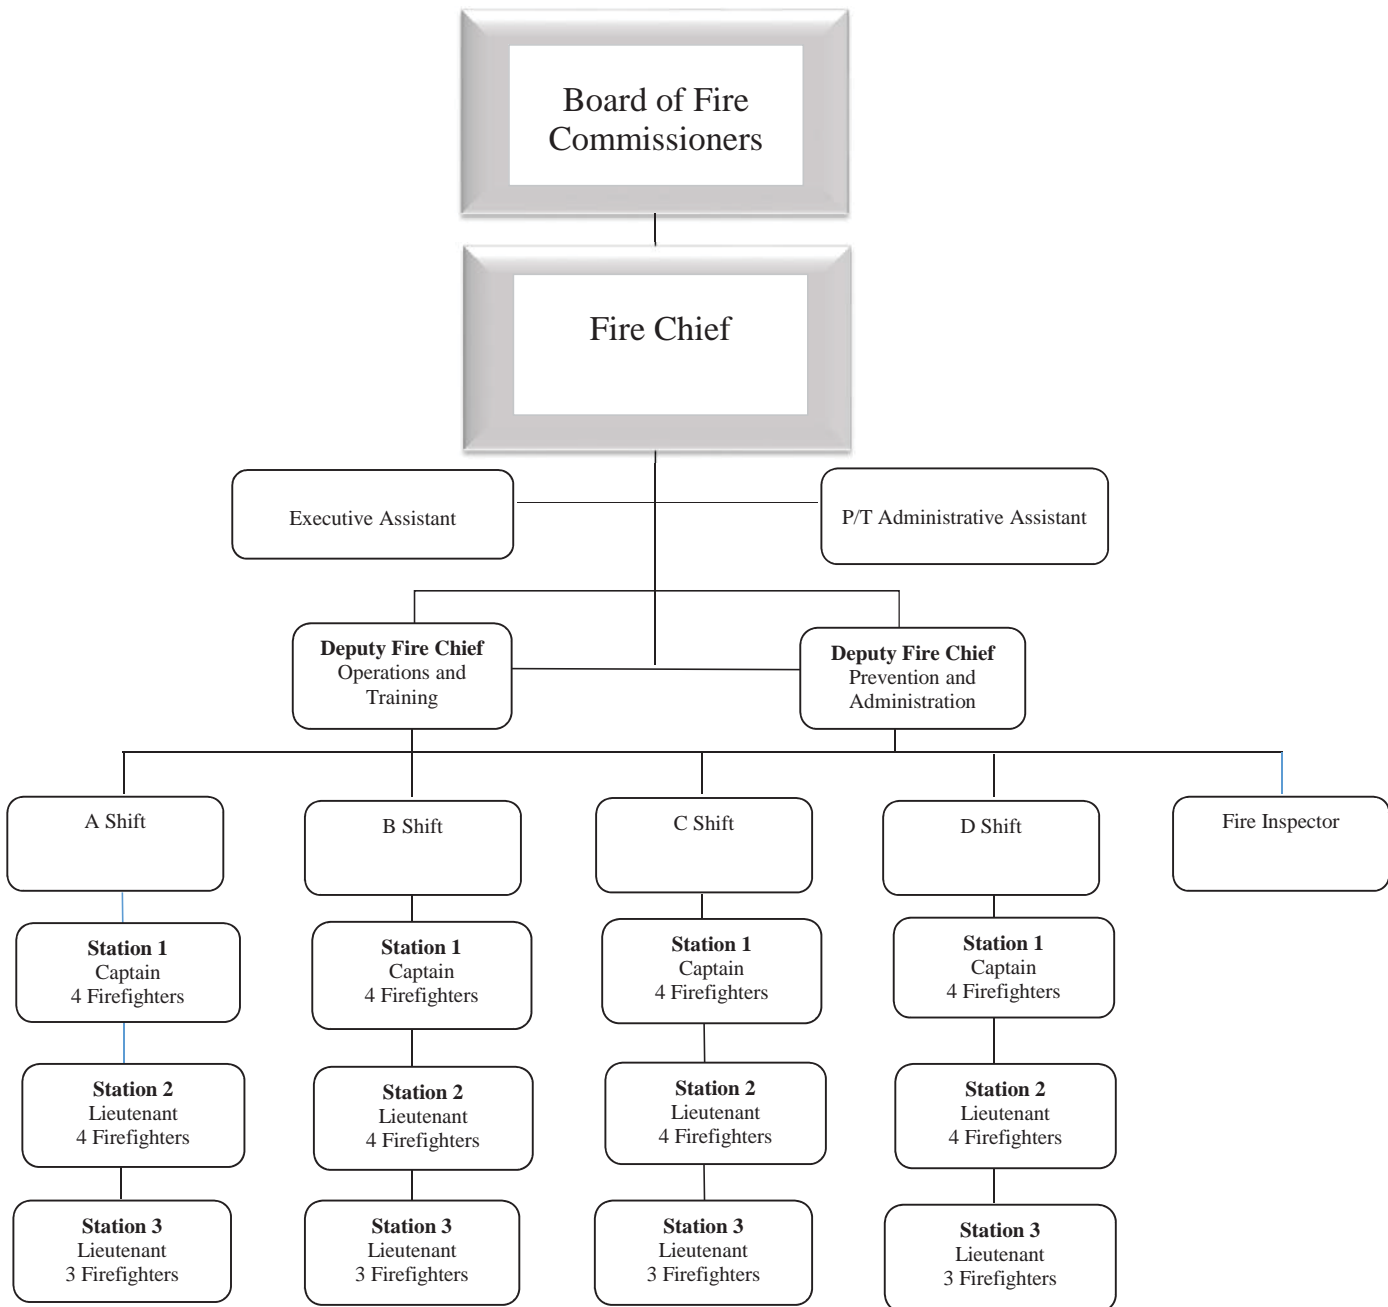 Board of Fire
Commissioners
Fire Chief
Executive Assistant
P/T Administrative Assistant
Deputy Fire Chief
Operations and
Training
Deputy Fire Chief
Prevention and
Administration
A Shift
B Shift
C Shift
D Shift
Fire Inspector
Station 1
Captain
4 Firefighters
Station 1
Captain
4 Firefighters
Station 1
Captain
4 Firefighters
Station 1
Captain
4 Firefighters
Station 2
Lieutenant
4 Firefighters
Station 2
Lieutenant
4 Firefighters
Station 2
Lieutenant
4 Firefighters
Station 2
Lieutenant
4 Firefighters
Station 3
Lieutenant
3 Firefighters
Station 3
Lieutenant
3 Firefighters
Station 3
Lieutenant
3 Firefighters
Station 3
Lieutenant
3 Firefighters